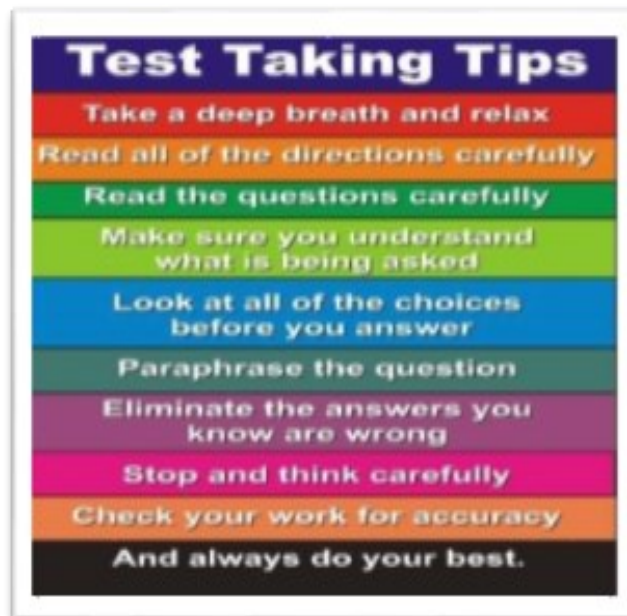 Test Taking Tips
Take a deep breath and relax
Read all of the directions carefully
Read the questions carefully
Make sure you understand
what is being asked
Look at all of the choices
before you answer
Paraphrase the question
Eliminate the answers you
know are wrong
Stop and think carefully
Check your work for accuracy
And always do your best.